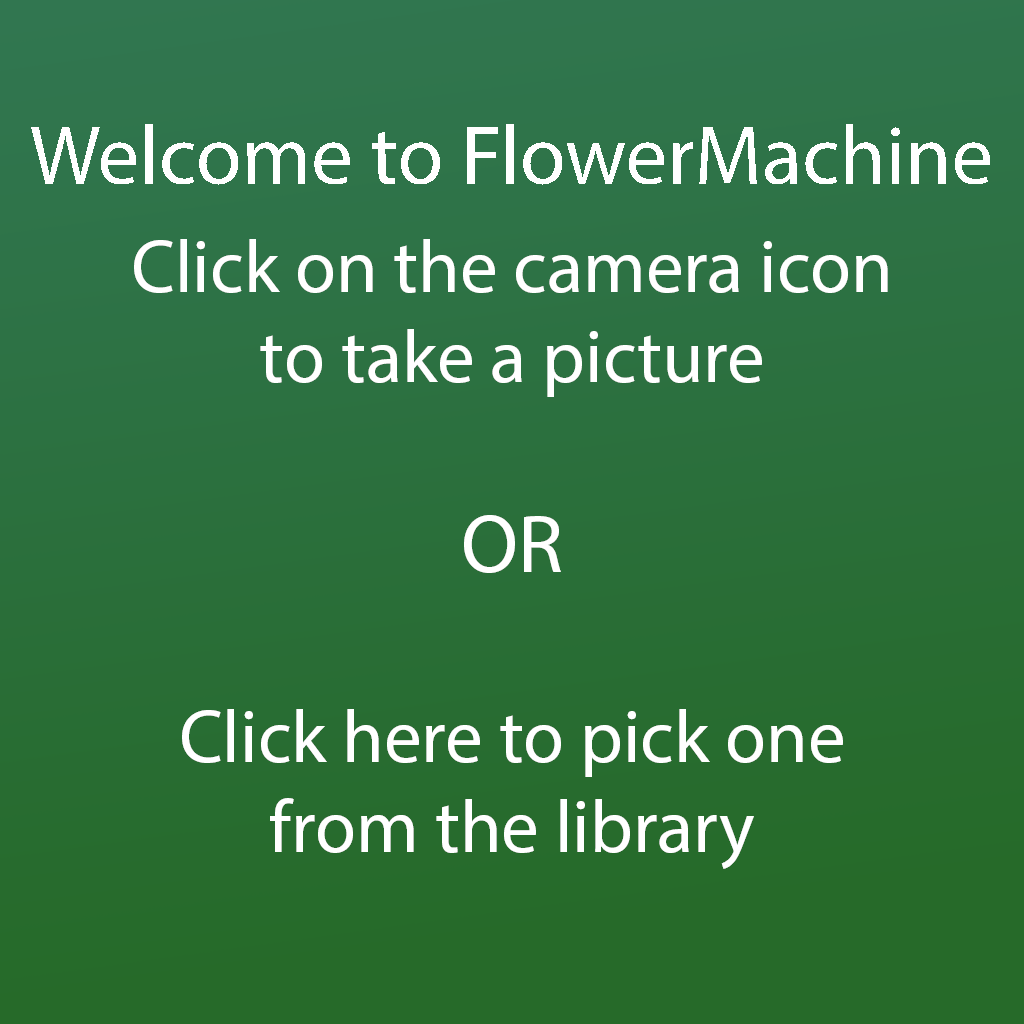 Welcome to FlowerMachine
Click on the camera icon
to take a picture
OR
Click here to pick one
from the library